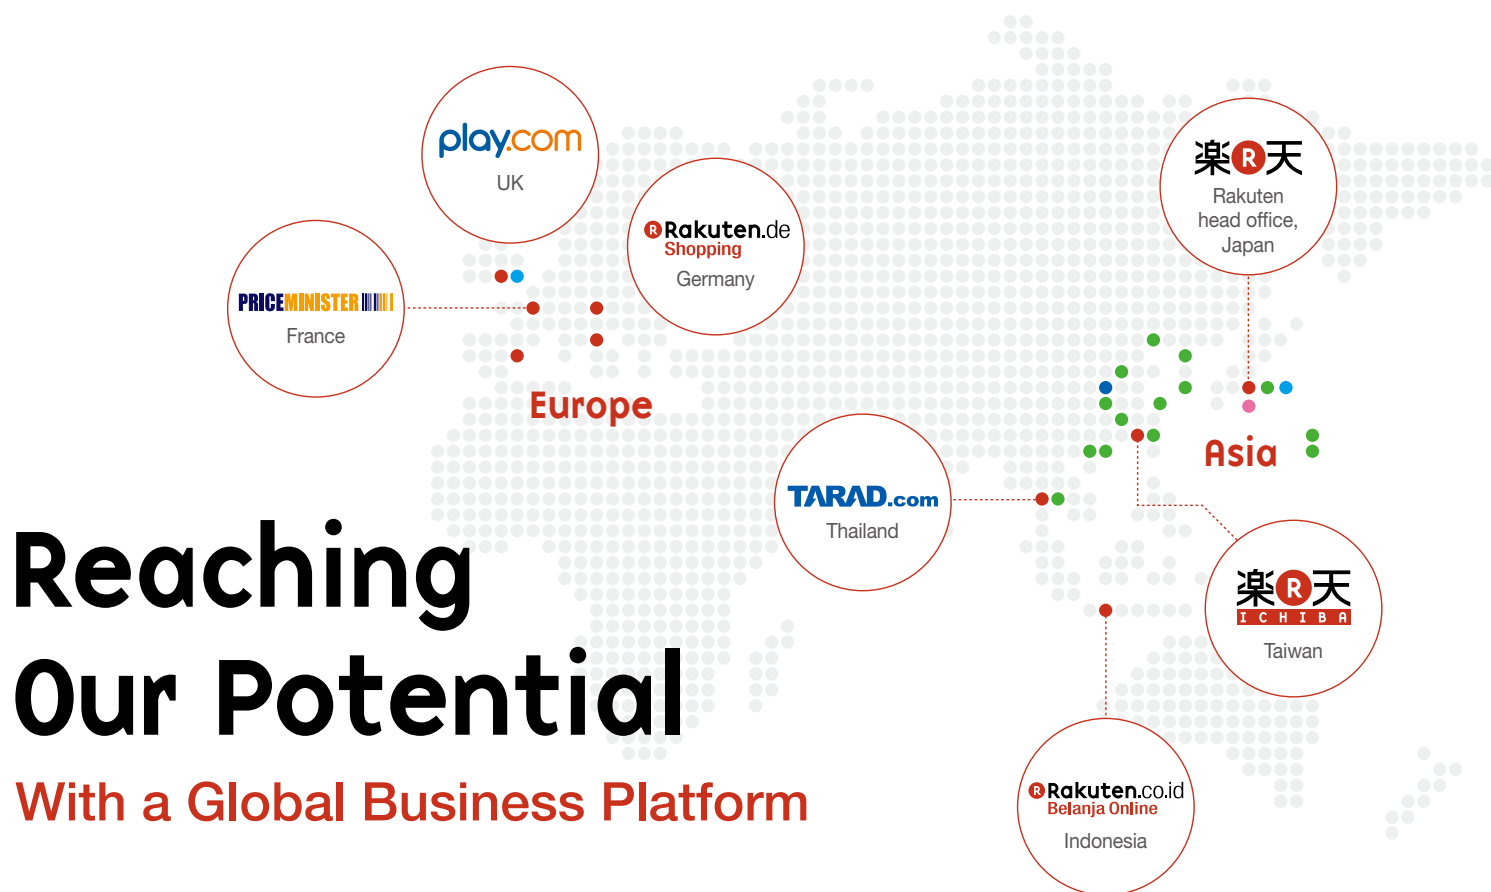 play.com
UK
Rakuten.de
Shopping
Germany
PRICEMINISTER
France
楽R天
Rakuten
head office,
Japan
Europe
Asia
TARAD.com
Thailand
楽R天
ICHIBA
Taiwan
Rakuten.co.id
Belanja Online
Indonesia
Reaching
Our Potential
With a Global Business Platform